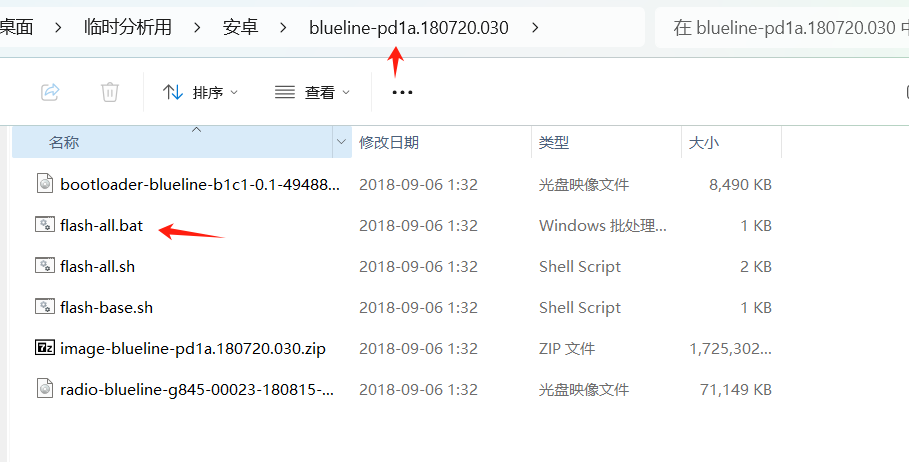 桌面 > 临时分析用 > 安卓 > blueline-pd1a.180720.030 >
在 blueline-pd1a.180720.030 中
排序
查看
名称 修改日期 类型 大小
bootloader-blueline-b1c1-0.1-49488... 2018-09-06 1:32 光盘映像文件 8,490 KB
flash-all.bat 2018-09-06 1:32 Windows 批处理... 1 KB
flash-all.sh 2018-09-06 1:32 Shell Script 2 KB
flash-base.sh 2018-09-06 1:32 Shell Script 1 KB
7z image-blueline-pd1a.180720.030.zip 2018-09-06 1:32 ZIP 文件 1,725,302...
radio-blueline-g845-00023-180815-... 2018-09-06 1:32 光盘映像文件 71,149 KB